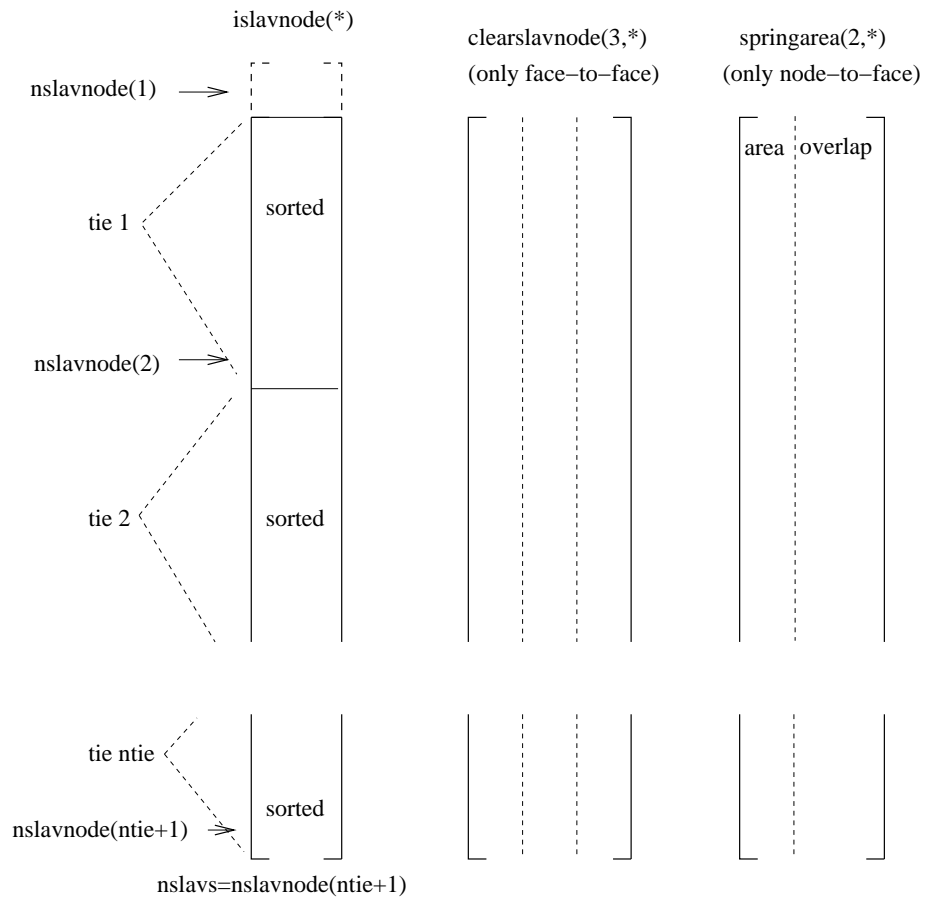 islavnode(*)
clearslavnode(3,*)
(only face−to−face)
springarea(2,*)
(only node−to−face)
nslavnode(1)
area
overlap
tie 1
sorted
nslavnode(2)
tie 2
sorted
tie ntie
sorted
nslavnode(ntie+1)
nslavs=nslavnode(ntie+1)